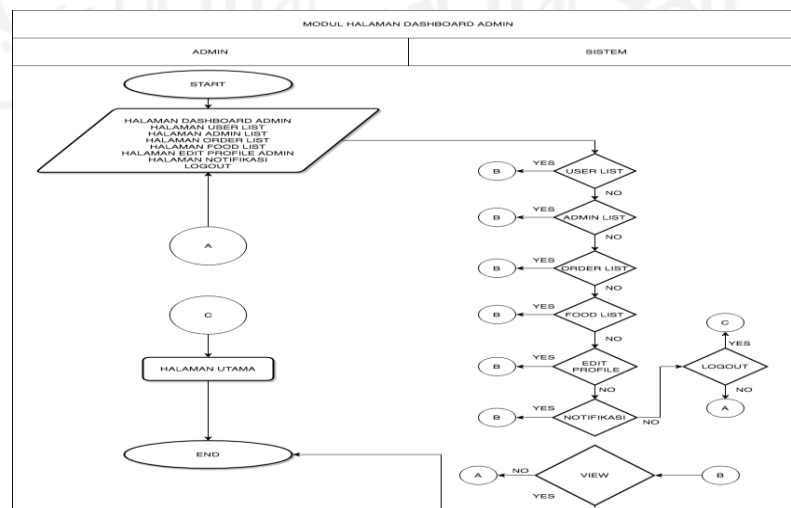 MODUL HALAMAN DASHBOARD ADMIN
ADMIN
SISTEM
START
HALAMAN DASHBOARD ADMIN
HALAMAN USER LIST
HALAMAN ADMIN LIST
HALAMAN ORDER LIST
HALAMAN FOOD LIST
HALAMAN EDIT PROFILE ADMIN
HALAMAN NOTIFIKASI
LOGOUT
A
C
HALAMAN UTAMA
END
B
YES
USER LIST
NO
B
YES
ADMIN LIST
NO
B
YES
ORDER LIST
NO
B
YES
FOOD LIST
NO
B
YES
EDIT
PROFILE
NO
B
YES
NOTIFIKASI
NO
C
YES
LOGOUT
NO
A
A
NO
VIEW
B
YES